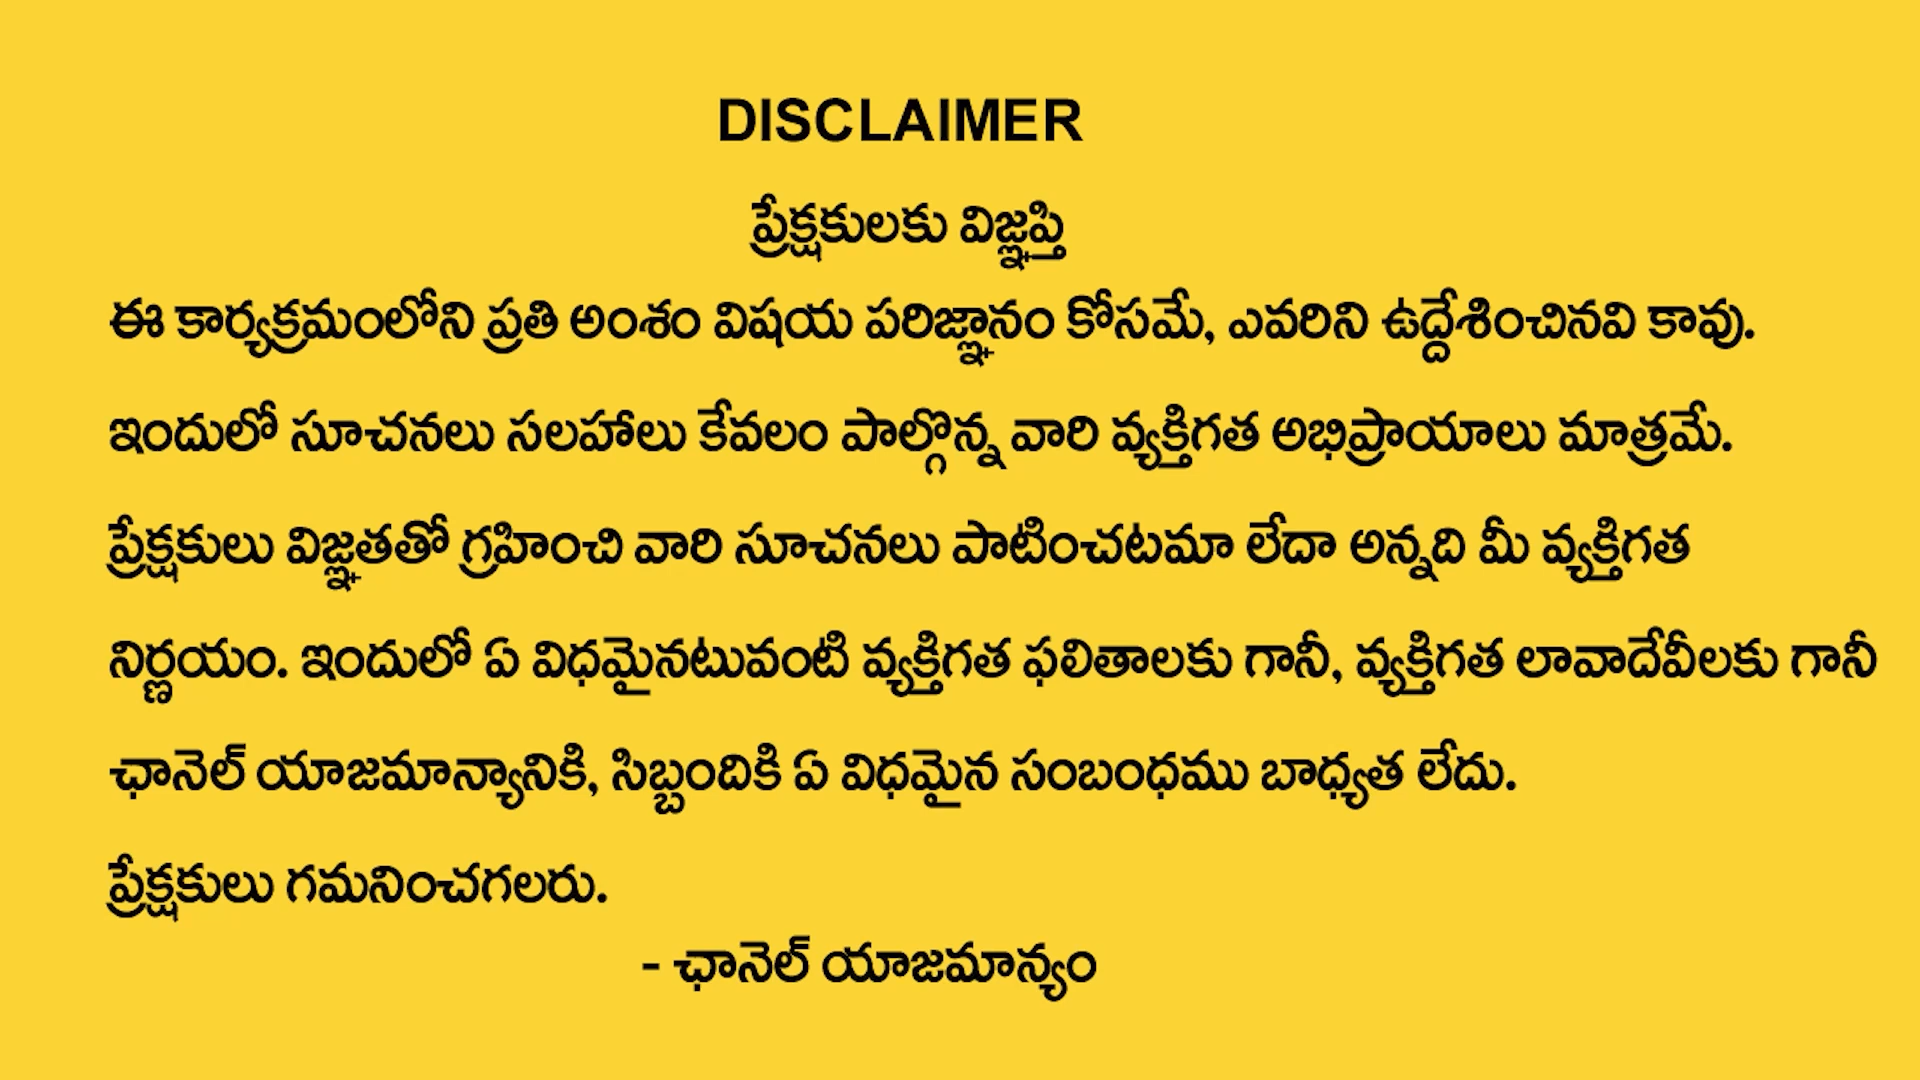 DISCLAIMER
ప్రేక్షకులకు విజ్ఞప్తి
ఈ కార్యక్రమంలోని ప్రతి అంశం విషయ పరిజ్ఞానం కోసమే, ఎవరిని ఉద్దేశించినవి కావు.
ఇందులో సూచనలు సలహాలు కేవలం పాల్గొన్న వారి వ్యక్తిగత అభిప్రాయాలు మాత్రమే.
ప్రేక్షకులు విజ్ఞతతో గ్రహించి వారి సూచనలు పాటించటమా లేదా అన్నది మీ వ్యక్తిగత
నిర్ణయం. ఇందులో ఏ విధమైనటువంటి వ్యక్తిగత ఫలితాలకు గానీ, వ్యక్తిగత లావాదేవీలకు గానీ
ఛానెల్ యాజమాన్యానికి, సిబ్బందికి ఏ విధమైన సంబంధము బాధ్యత లేదు.
ప్రేక్షకులు గమనించగలరు.
- ఛానెల్ యాజమాన్యం